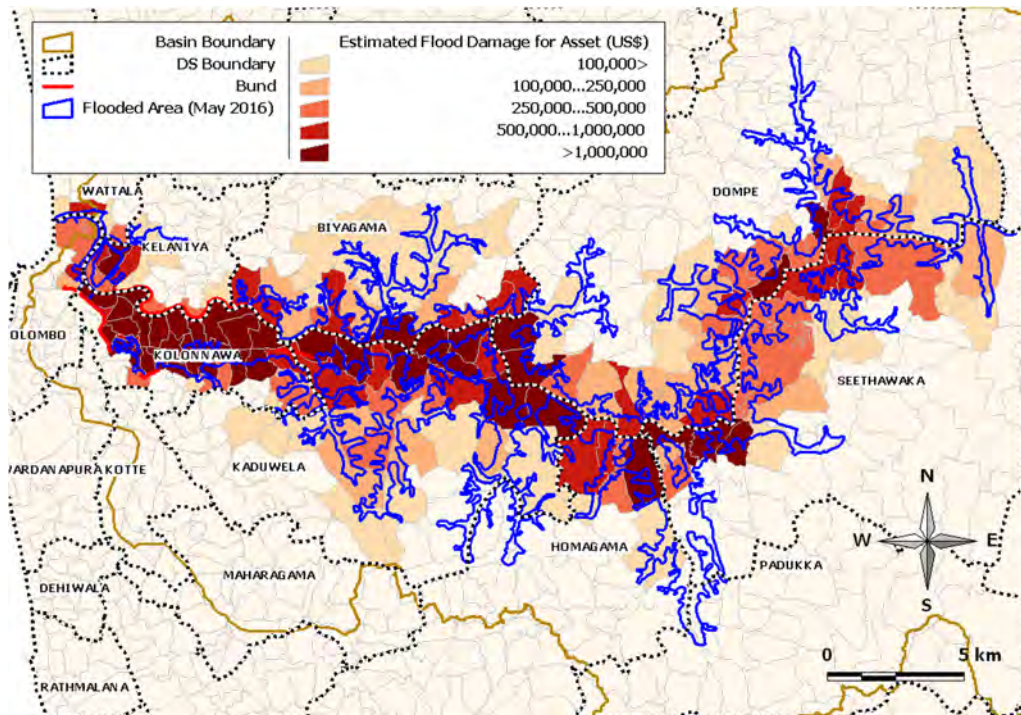 Basin Boundary
DS Boundary
Bund
Flooded Area (May 2016)
Estimated Flood Damage for Asset (US$)
100,000>
100,000...250,000
250,000...500,000
500,000...1,000,000
>1,000,000
WATTALA
DOMPE
BIYAGAMA
KELANIYA
OLOMBO
KOLONNAWA
SEETHAWAKA
WARDANAPURA KOTTE
KADUWELA
N
W E
S
HOMAGAMA
PADUKKA
MAHARAGAMA
DEHIWALA
0 5 km
RATHMALANA